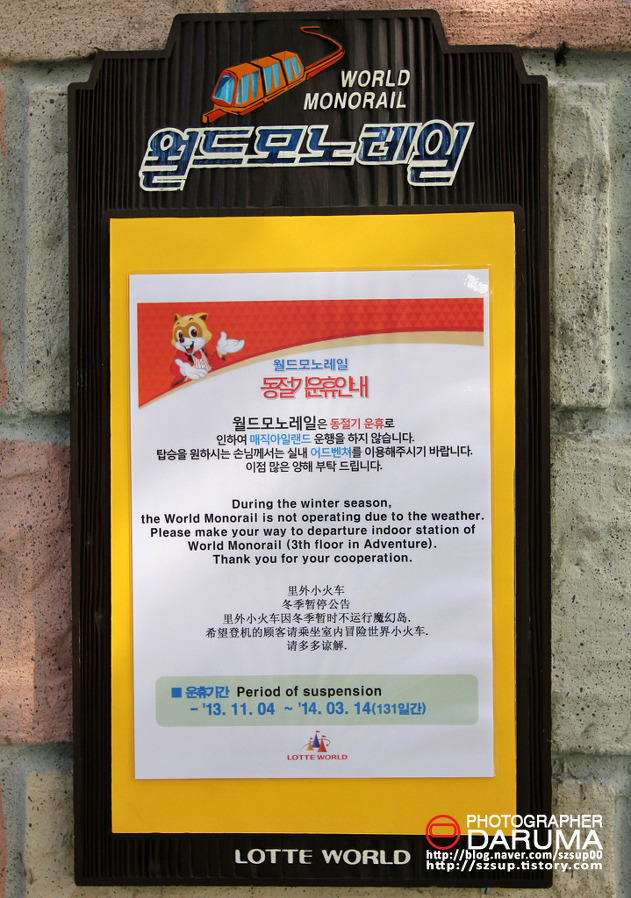 WORLD
MONORAIL
월드모노레일
월드모노레일
동절기운휴안내
월드모노레일은 동절기 운휴로
인하여 매직아일랜드 운행을 하지 않습니다.
탑승을 원하시는 손님께서는 실내 어드벤쳐를 이용해주시기 바랍니다.
이점 많은 양해 부탁 드립니다.
During the winter season,
the World Monorail is not operating due to the weather.
Please make your way to departure indoor station of
World Monorail (3th floor in Adventure).
Thank you for your cooperation.
里外小火车
冬季暂停公告
里外小火车因冬季暂时不运行魔幻岛.
希望登机的顾客请乘坐室内冒险世界小火车.
请多多谅解.
■ 운휴기간 Period of suspension
- '13. 11. 04 ~ '14. 03. 14(131일간)
LOTTE WORLD
LOTTE WORLD
PHOTOGRAPHER
DARUMA
http://blog.naver.com/szsup00
http://szsup.tistory.com